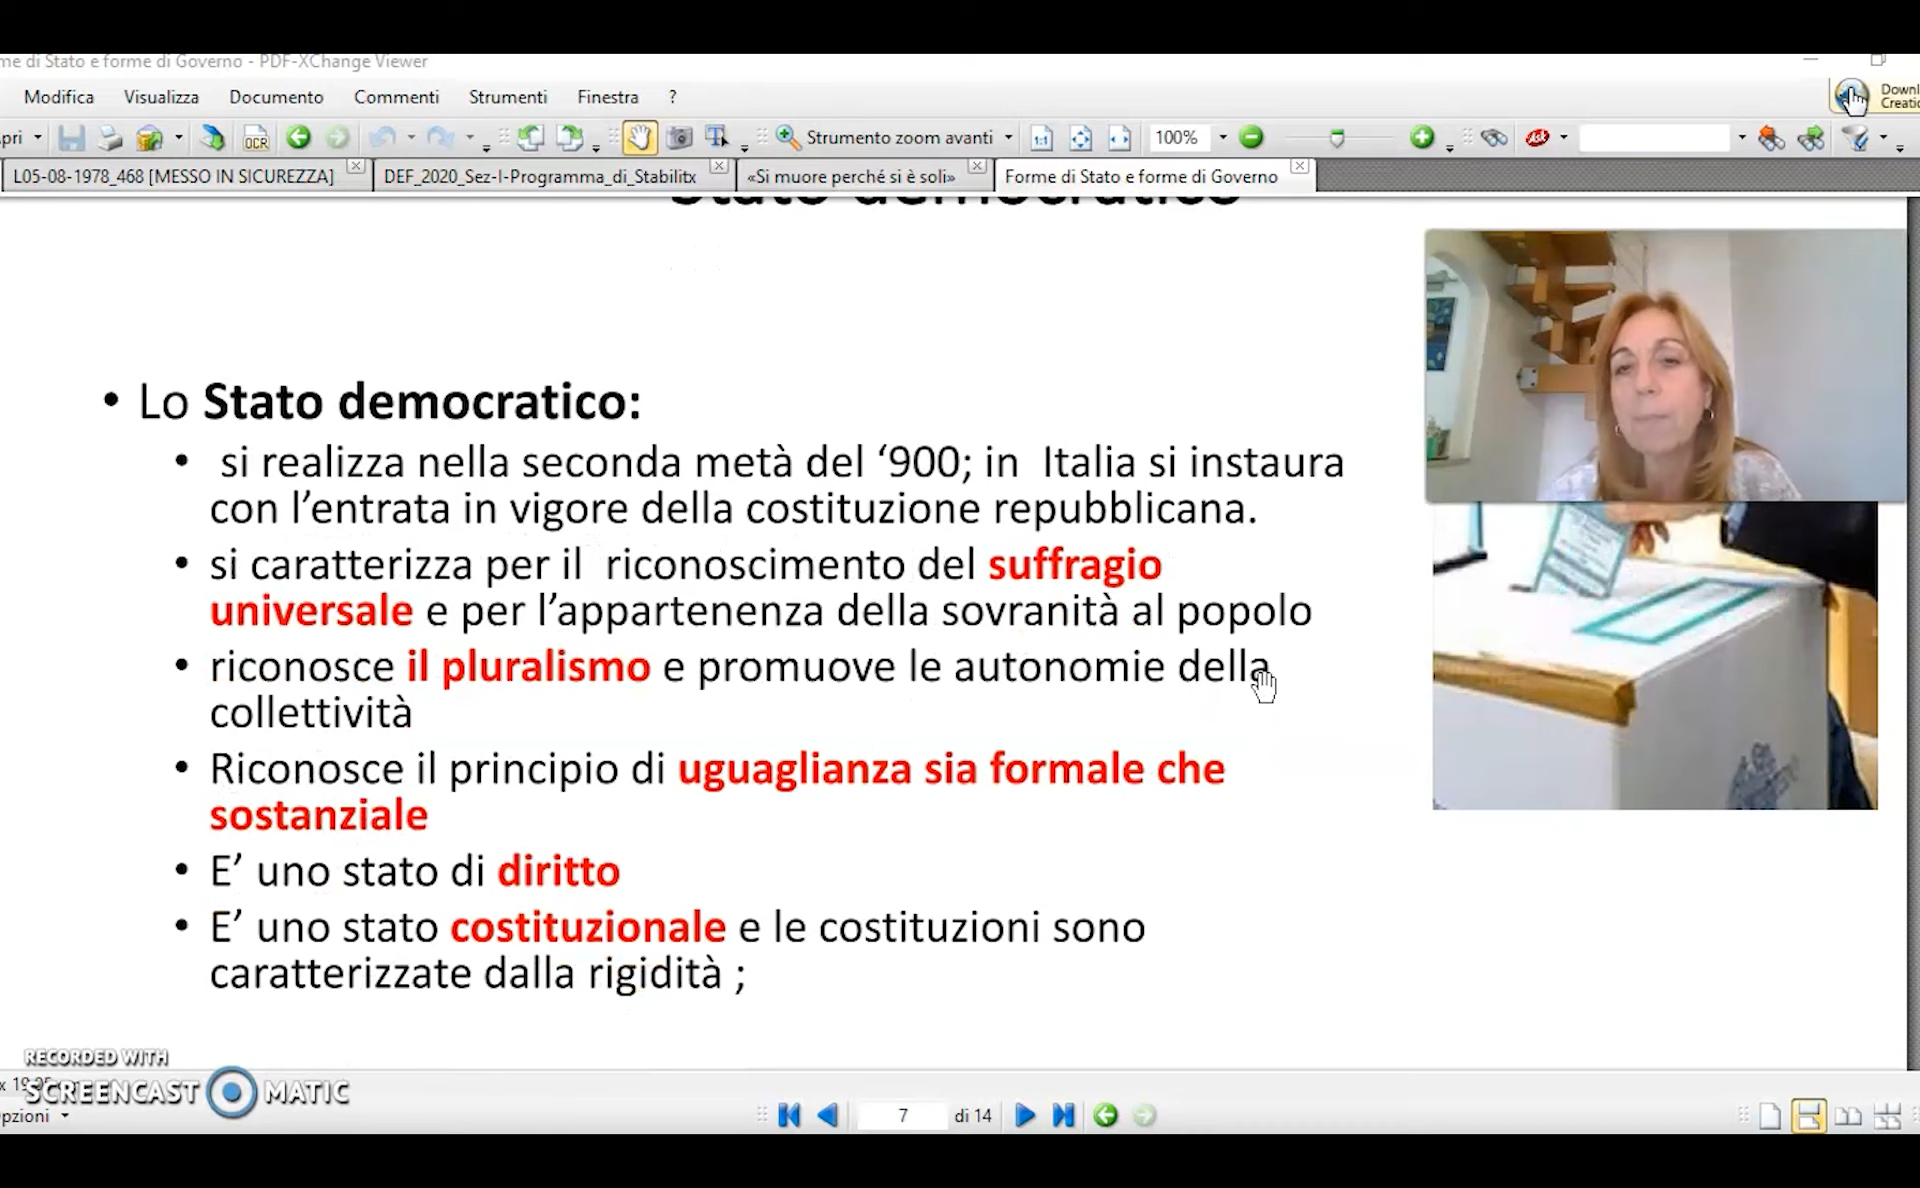 me di Stato e forme di Governo - PDF-XChange Viewer
Modifica Visualizza Documento Commenti Strumenti Finestra ?
Downl
Creatio
pri OCR Strumento zoom avanti 1:1 100% Ask
L05-08-1978_468 [MESSO IN SICUREZZA] DEF_2020_Sez-I-Programma_di_Stabilitx «Si muore perché si è soli» Forme di Stato e forme di Governo
Stato democratico
• Lo Stato democratico:
• si realizza nella seconda metà del ‘900; in Italia si instaura
con l’entrata in vigore della costituzione repubblicana.
• si caratterizza per il riconoscimento del suffragio
universale e per l’appartenenza della sovranità al popolo
• riconosce il pluralismo e promuove le autonomie della
collettività
• Riconosce il principio di uguaglianza sia formale che
sostanziale
• E’ uno stato di diritto
• E’ uno stato costituzionale e le costituzioni sono
caratterizzate dalla rigidità ;
RECORDED WITH
SCREENCAST MATIC
pzioni 7 di 14